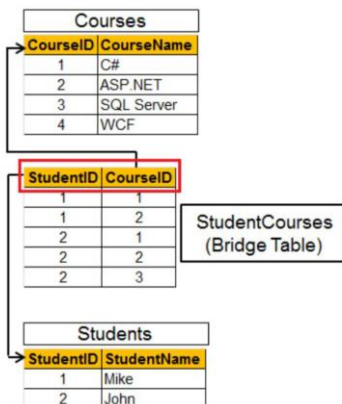 Courses
CourseID CourseName
1 C#
2 ASP.NET
3 SQL Server
4 WCF
StudentID CourseID
1 1
1 2
2 1
2 2
2 3
StudentCourses
(Bridge Table)
Students
StudentID StudentName
1 Mike
2 John